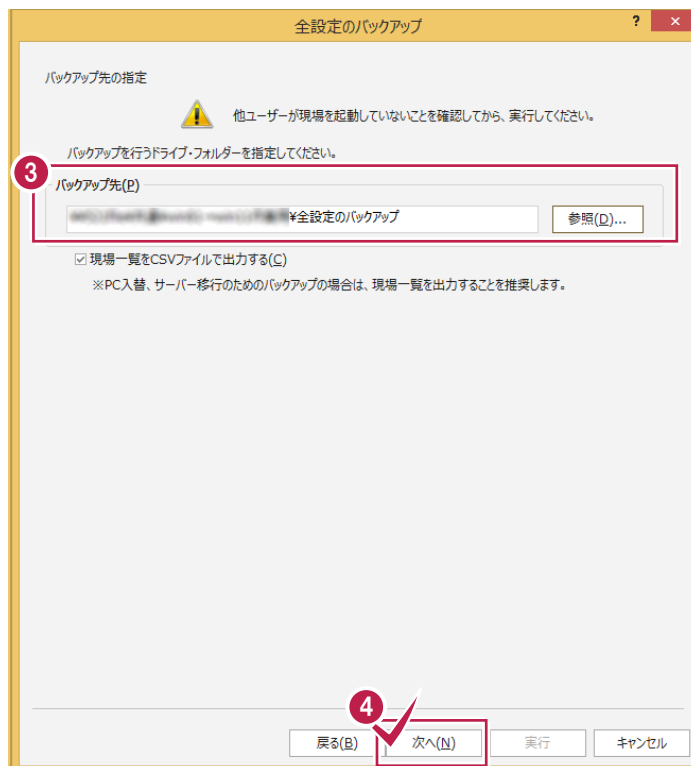 全設定のバックアップ
? ×
バックアップ先の指定
他ユーザーが現場を起動していないことを確認してから、実行してください。
バックアップを行うドライブ・フォルダーを指定してください。
3
バックアップ先(P)
¥全設定のバックアップ
参照(D)...
現場一覧をCSVファイルで出力する(C)
※PC入替、サーバー移行のためのバックアップの場合は、現場一覧を出力することを推奨します。
4
戻る(B) 次へ(N) 実行 キャンセル